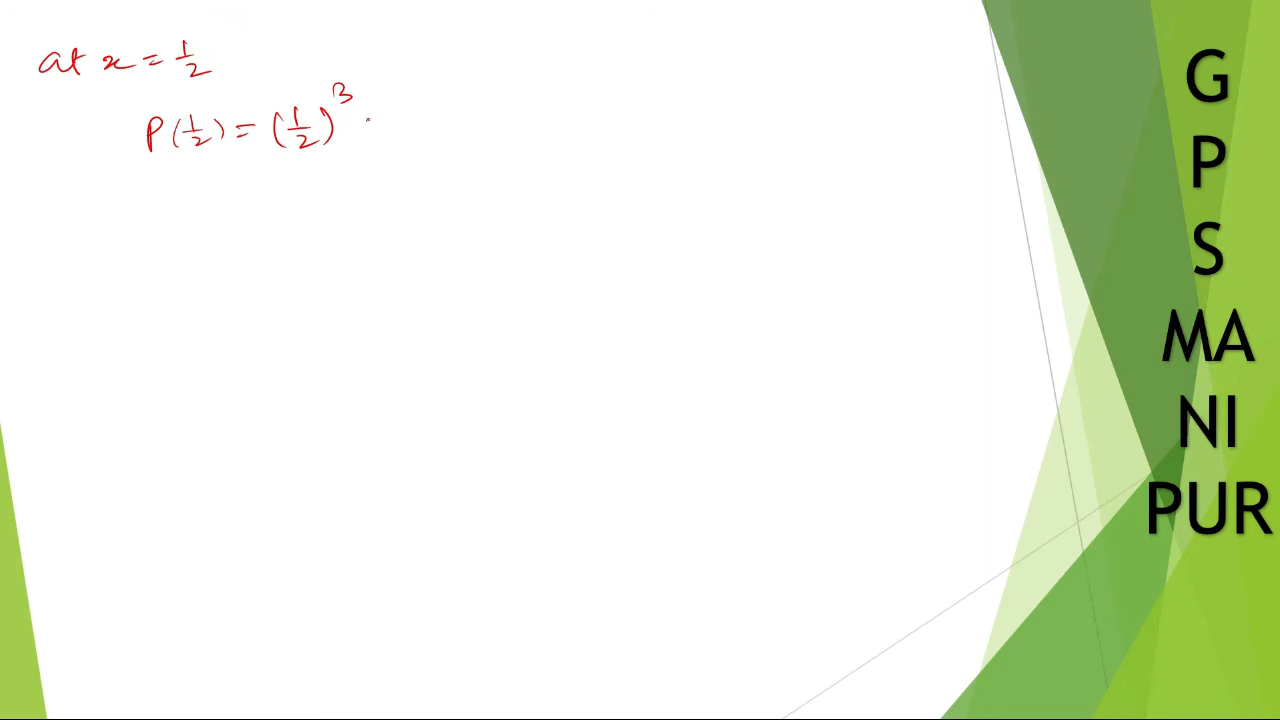 at x = 1/2
P(1/2) = (1/2)^3
G
P
S
MA
NI
PUR